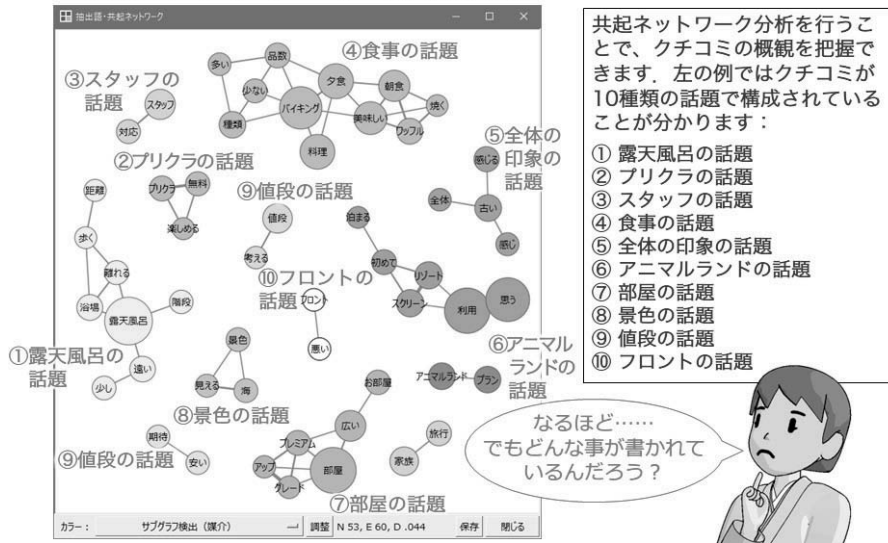 抽出語・共起ネットワーク
③スタッフの
話題
スタッフ
対応
④食事の話題
多い
品数
少ない
種類
バイキング
夕食
朝食
焼く
美味しい
ワッフル
料理
⑤全体の
印象の
話題
感じる
全体
古い
感じ
②プリクラの話題
プリクラ
無料
楽しめる
⑨値段の話題
値段
考える
距離
歩く
離れる
浴場
露天風呂
階段
遠い
少し
①露天風呂の
話題
⑩フロントの
話題
フロント
悪い
泊まる
初めて
リゾート
スクリーン
利用
思う
⑥アニマル
ランドの
話題
アニマルランド
プラン
景色
見える
海
⑧景色の話題
期待
安い
⑨値段の話題
お部屋
広い
プレミアム
アップ
グレード
部屋
⑦部屋の話題
旅行
家族
カラー：
サブグラフ検出（媒介）
調整
N 53, E 60, D .044
保存
閉じる
共起ネットワーク分析を行うこ
とで、クチコミの概観を把握で
きます．左の例ではクチコミが
10種類の話題で構成されている
ことが分かります：
① 露天風呂の話題
② プリクラの話題
③ スタッフの話題
④ 食事の話題
⑤ 全体の印象の話題
⑥ アニマルランドの話題
⑦ 部屋の話題
⑧ 景色の話題
⑨ 値段の話題
⑩ フロントの話題
なるほど……
でもどんな事が書かれて
いるんだろう？